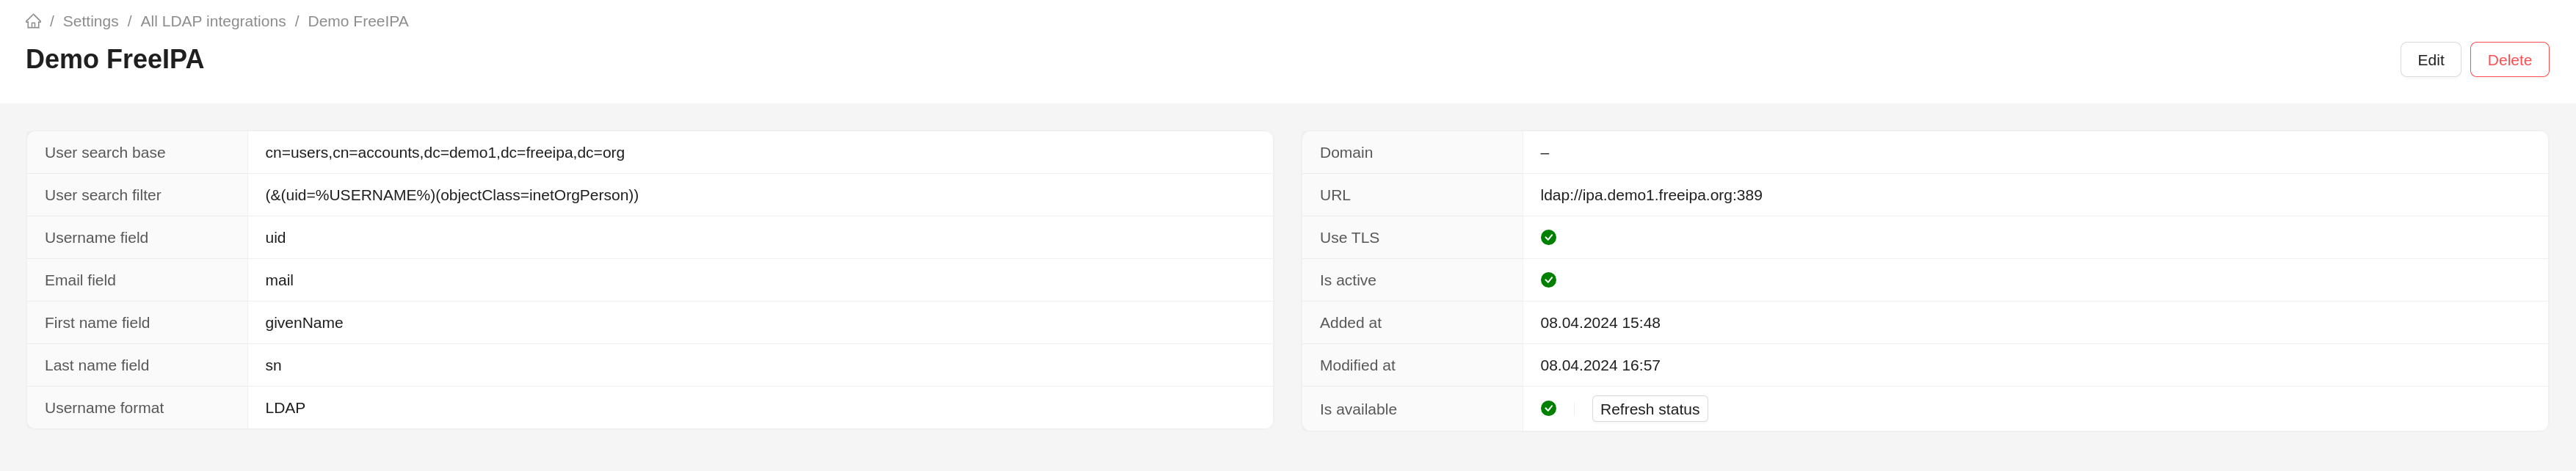 / Settings / All LDAP integrations / Demo FreeIPA
Demo FreeIPA
Edit
Delete
User search base cn=users,cn=accounts,dc=demo1,dc=freeipa,dc=org
User search filter (&(uid=%USERNAME%)(objectClass=inetOrgPerson))
Username field uid
Email field mail
First name field givenName
Last name field sn
Username format LDAP
Domain –
URL ldap://ipa.demo1.freeipa.org:389
Use TLS
Is active
Added at 08.04.2024 15:48
Modified at 08.04.2024 16:57
Is available Refresh status